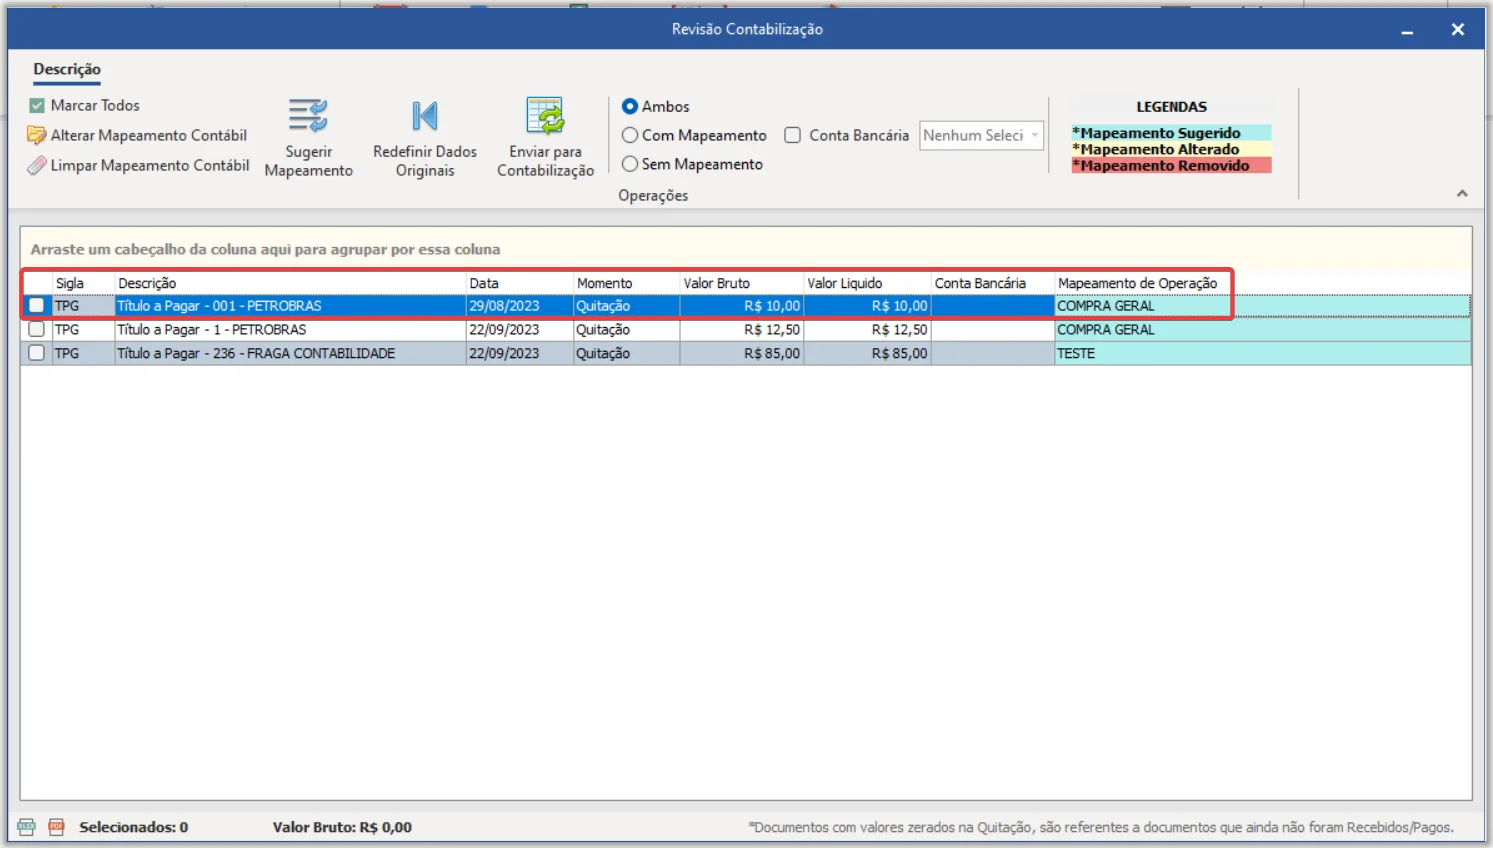 Revisão Contabilização
Descrição
Marcar Todos
Alterar Mapeamento Contábil
Limpar Mapeamento Contábil
Sugerir
Mapeamento
Redefinir Dados
Originais
Enviar para
Contabilização
Ambos
Com Mapeamento
Sem Mapeamento
Conta Bancária
Nenhum Seleci
Operações
LEGENDAS
*Mapeamento Sugerido
*Mapeamento Alterado
*Mapeamento Removido
Arraste um cabeçalho da coluna aqui para agrupar por essa coluna
Sigla Descrição Data Momento Valor Bruto Valor Liquido Conta Bancária Mapeamento de Operação
TPG Título a Pagar - 001 - PETROBRAS 29/08/2023 Quitação R$ 10,00 R$ 10,00 COMPRA GERAL
TPG Título a Pagar - 1 - PETROBRAS 22/09/2023 Quitação R$ 12,50 R$ 12,50 COMPRA GERAL
TPG Título a Pagar - 236 - FRAGA CONTABILIDADE 22/09/2023 Quitação R$ 85,00 R$ 85,00 TESTE
Selecionados: 0 Valor Bruto: R$ 0,00 *Documentos com valores zerados na Quitação, são referentes a documentos que ainda não foram Recebidos/Pagos.